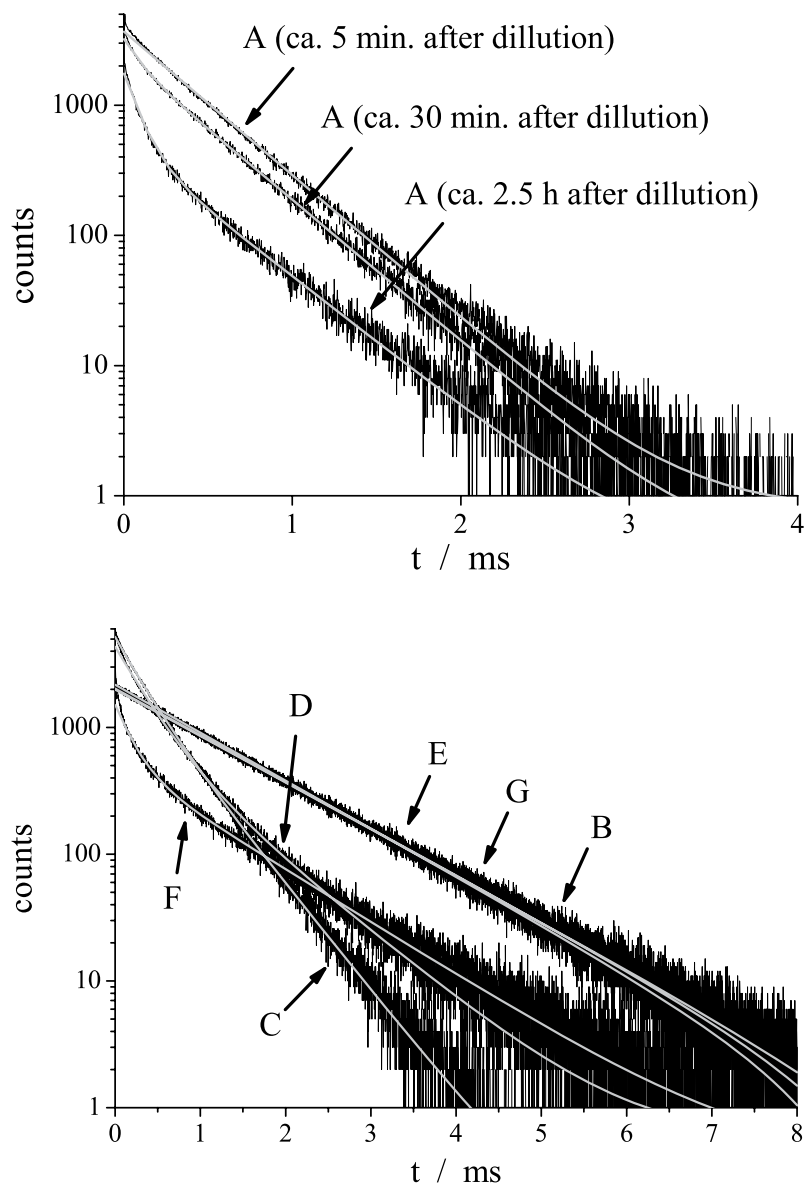 A (ca. 5 min. after dillution)
A (ca. 30 min. after dillution)
A (ca. 2.5 h after dillution)
counts
1000
100
10
1
0 1 2 3 4
t / ms
D
E
G
B
F
C
counts
1000
100
10
1
0 1 2 3 4 5 6 7 8
t / ms